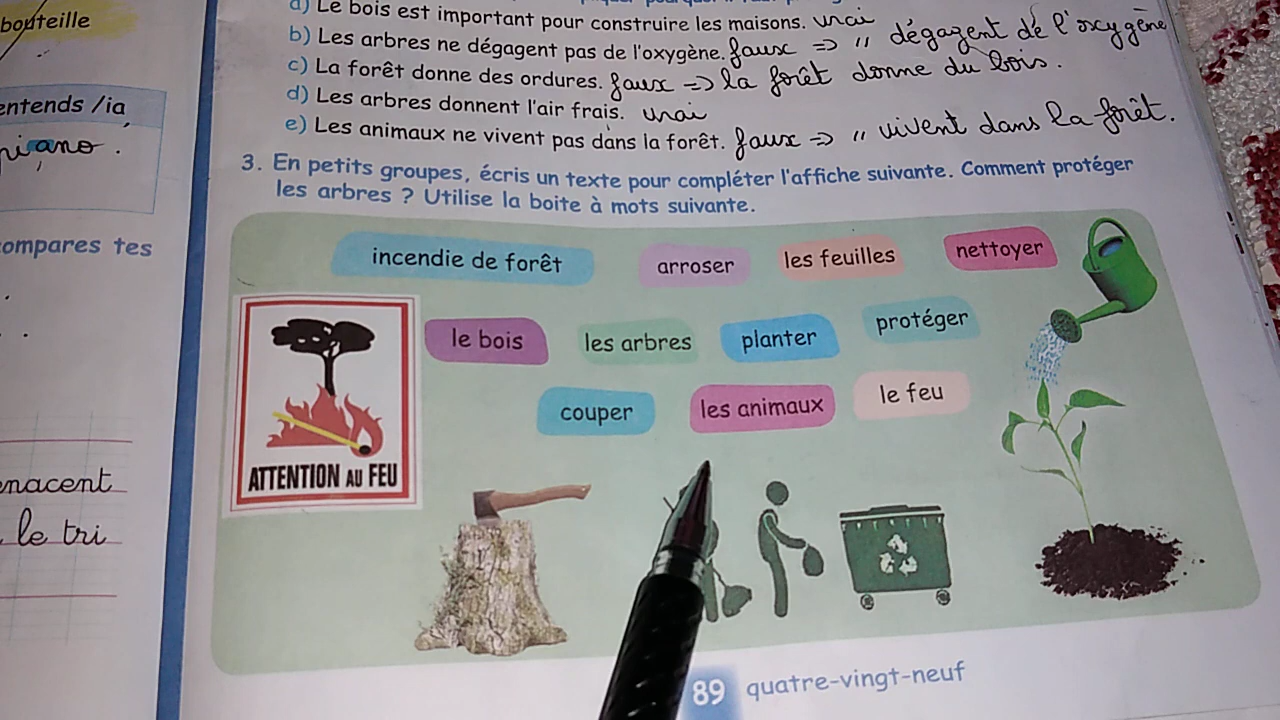 bouteille
entends /ia
piano.
compares tes
nacent
le tri
a) Le bois est important pour construire les maisons. vrai
b) Les arbres ne dégagent pas de l'oxygène. faux => " dégagent de l'oxygène
c) La forêt donne des ordures. faux => la forêt donne du bois.
d) Les arbres donnent l'air frais. vrai
e) Les animaux ne vivent pas dans la forêt. faux => " vivent dans la forêt.
3. En petits groupes, écris un texte pour compléter l'affiche suivante. Comment protéger
les arbres ? Utilise la boite à mots suivante.
incendie de forêt arroser les feuilles nettoyer
le bois les arbres planter protéger
couper les animaux le feu
ATTENTION AU FEU
89 quatre-vingt-neuf